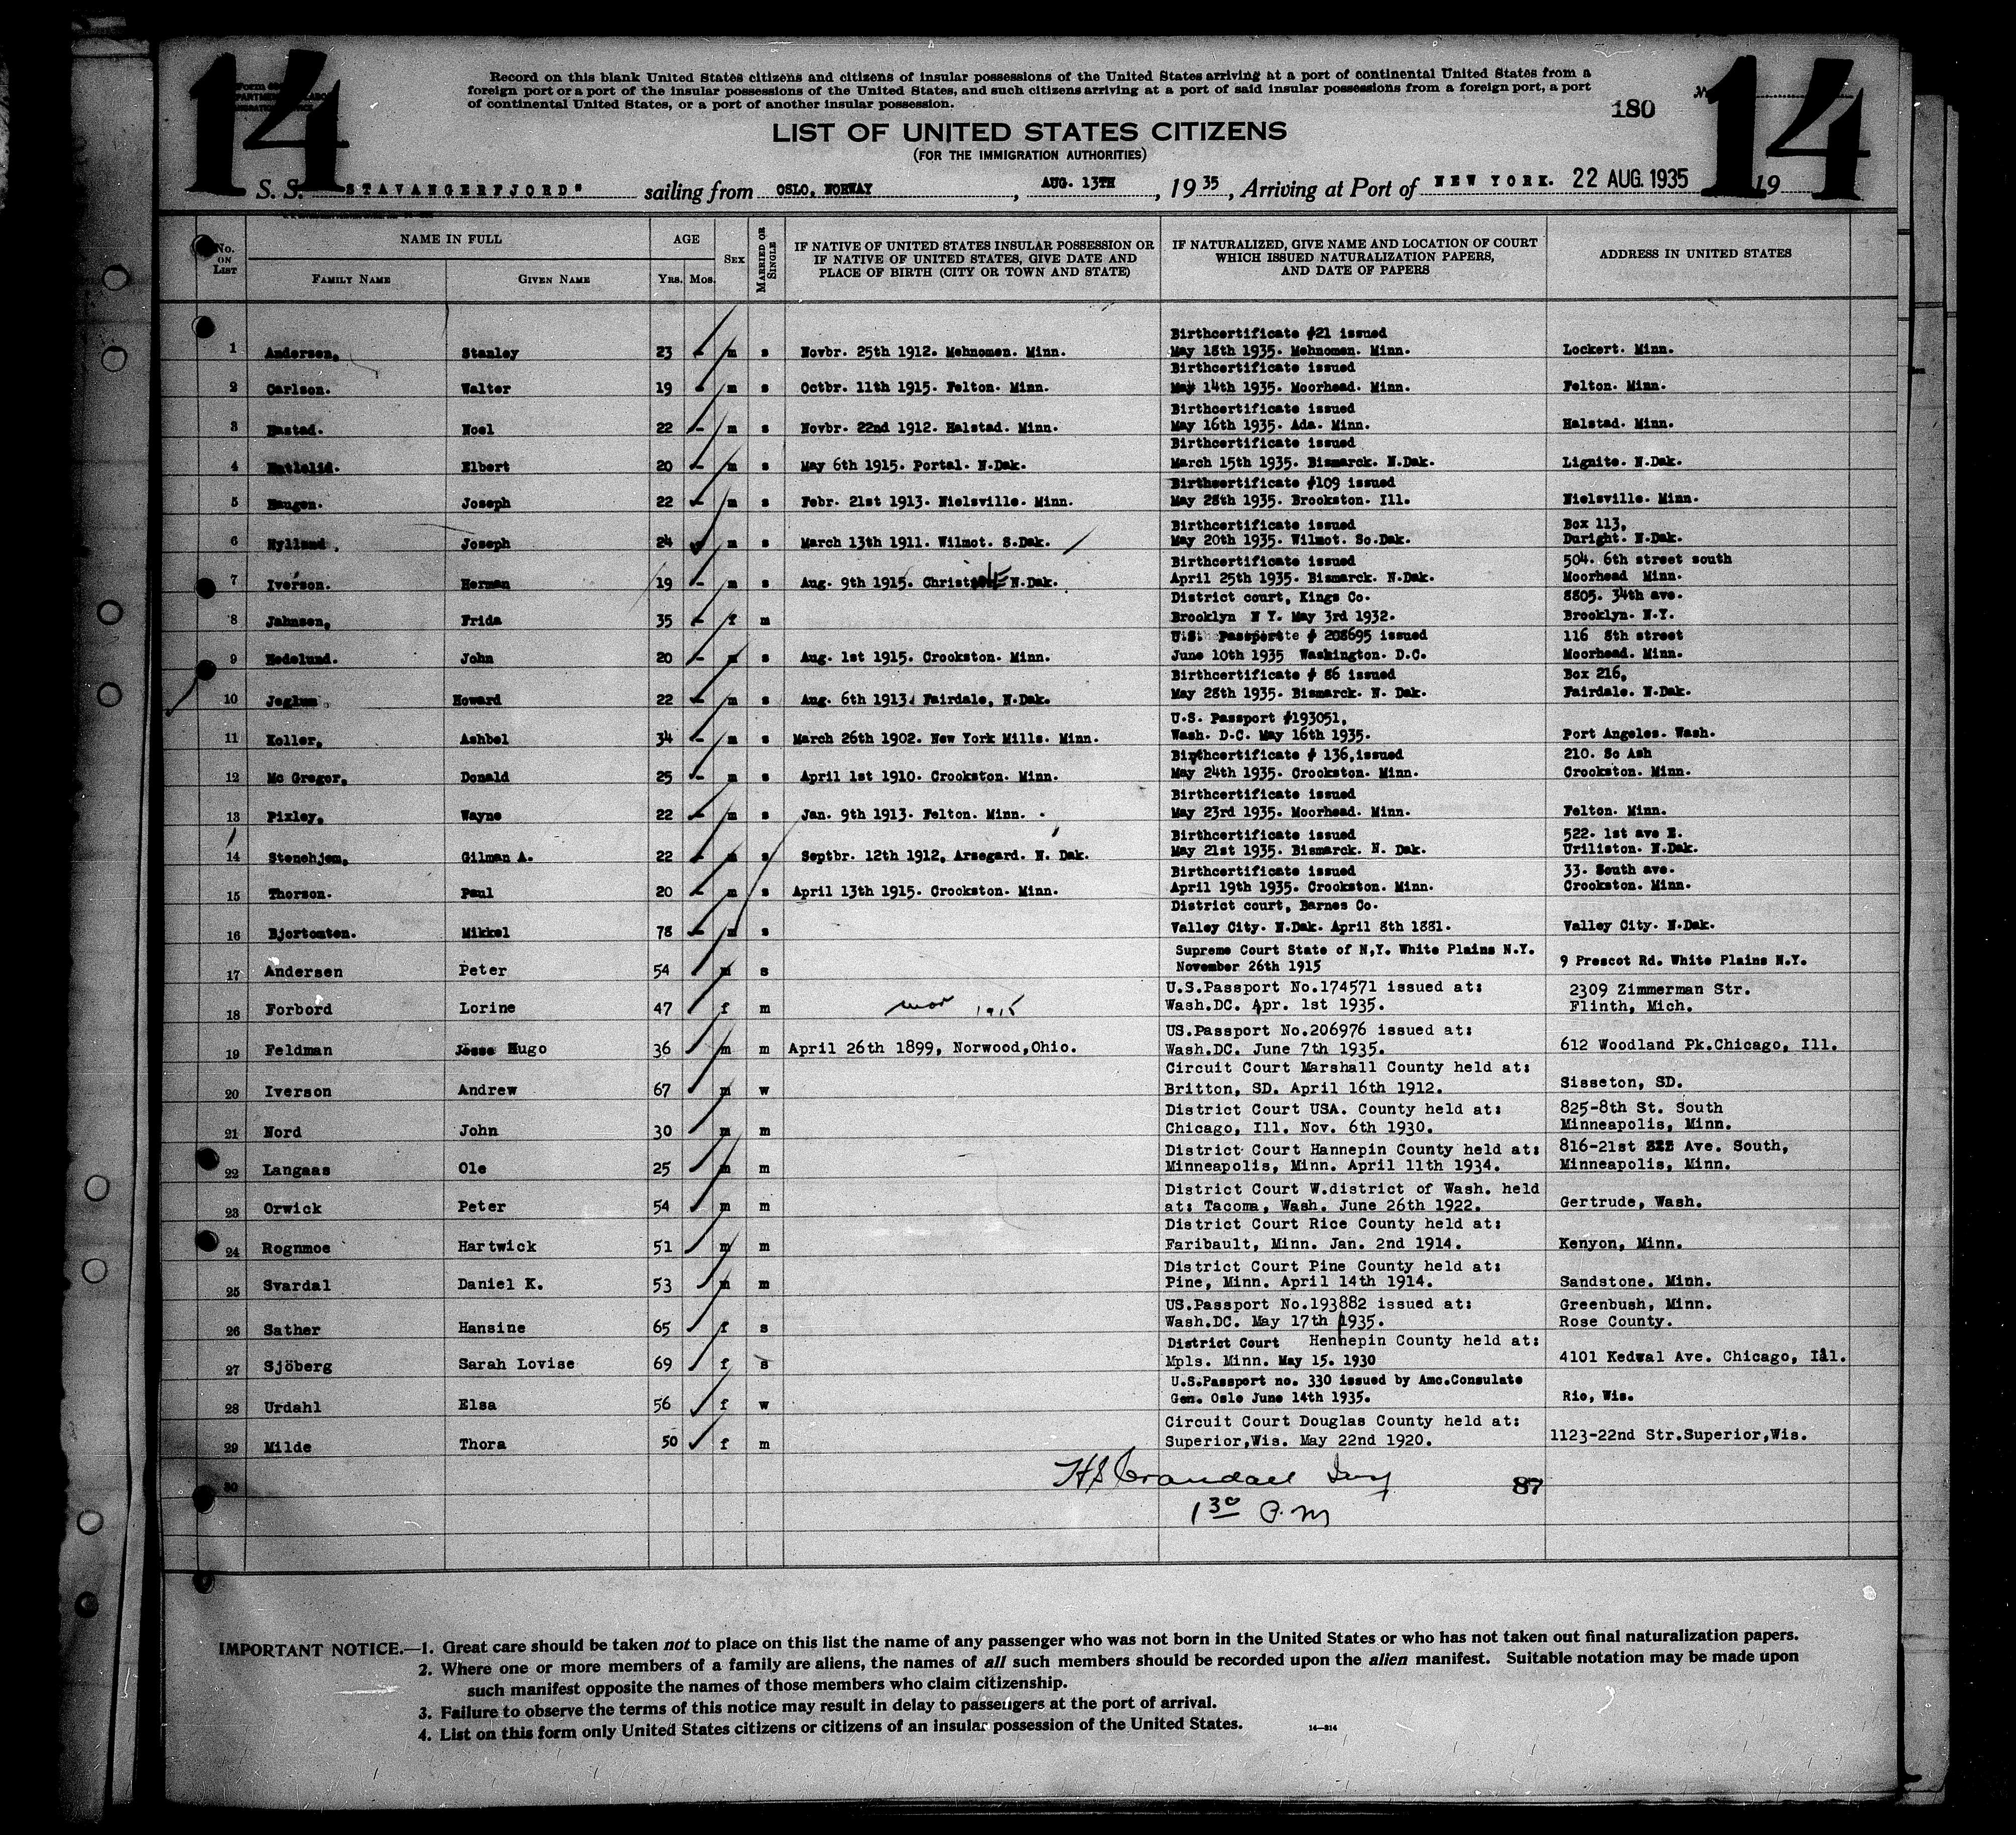 14
14
Record on this blank United States citizens and citizens of insular possessions of the United States arriving at a port of continental United States from a
foreign port or a port of the insular possessions of the United States, and such citizens arriving at a port of said insular possessions from a foreign port, a port
of continental United States, or a port of another insular possession.
180
LIST OF UNITED STATES CITIZENS
(FOR THE IMMIGRATION AUTHORITIES)
S. S. STAVANGERFJORD" sailing from OSLO, NORWAY, AUG. 13TH, 1935, Arriving at Port of NEW YORK. 22 AUG. 1935 19
No. ON LIST
NAME IN FULL
FAMILY NAME
GIVEN NAME
AGE
YRS. MOS.
SEX
MARRIED OR SINGLE
IF NATIVE OF UNITED STATES INSULAR POSSESSION OR
IF NATIVE OF UNITED STATES, GIVE DATE AND
PLACE OF BIRTH (CITY OR TOWN AND STATE)
IF NATURALIZED, GIVE NAME AND LOCATION OF COURT
WHICH ISSUED NATURALIZATION PAPERS,
AND DATE OF PAPERS
ADDRESS IN UNITED STATES
Birthcertificate #21 issued
1 Andersen, Stanley 23 - m s Novbr. 25th 1912. Mehnomen. Minn. May 18th 1935. Mehnomen. Minn. Lockert. Minn.
Birthcertificate issued
2 Carlson. Walter 19 - m s Octbr. 11th 1915. Felton. Minn. May 14th 1935. Moorhead. Minn. Felton. Minn.
Birthcertificate issued
3 Hastad. Noel 22 - m s Novbr. 22nd 1912. Halstad. Minn. May 16th 1935. Ada. Minn. Halstad. Minn.
Birthcertificate issued
4 Elbert 20 - m s May 6th 1915. Portal. N.Dak. March 15th 1935. Bismarck. N.Dak. Lignite. N.Dak.
Birthcertificate #109 issued
5 Haugen. Joseph 22 - m s Febr. 21st 1913. Nielsville. Minn. May 28th 1935. Brookston. Ill. Nielsville. Minn.
Birthcertificate issued Box 113,
6 Hylland, Joseph 24 m s March 13th 1911. Wilmot. S.Dak. May 20th 1935. Wilmot. So.Dak. Duright. N.Dak.
Birthcertificate issued 504. 6th street south
7 Iverson. Herman 19 - m s Aug. 9th 1915. Christine N.Dak. April 25th 1935. Bismarck. N.Dak. Moorhead Minn.
District court, Kings Co. 8805. 34th ave.
8 Jahnsen, Frida 35 - f m Brooklyn N Y. May 3rd 1932. Brooklyn. N.Y.
U.S. Passporte # 208695 issued 116 8th street
9 Hedelund. John 20 - m s Aug. 1st 1915. Crookston. Minn. June 10th 1935 Washington. D.C. Moorhead. Minn.
Birthcertificate # 86 issued Box 216,
10 Jeglum, Howard 22 - m s Aug. 6th 1913. Fairdale, N.Dak. May 28th 1935. Bismarck. N. Dak. Fairdale. N.Dak.
U.S. Passport #193051,
11 Koller, Ashbel 34 - m s March 26th 1902. New York Mills. Minn. Wash. D.C. May 16th 1935. Port Angeles. Wash.
Birthcertificate # 136,issued 210. So Ash
12 Mc Gregor, Donald 25 - m s April 1st 1910. Crookston. Minn. May 24th 1935. Crookston. Minn. Crookston. Minn.
Birthcertificate issued
13 Pixley, Wayne 22 - m s Jan. 9th 1913. Felton. Minn. May 23rd 1935. Moorhead. Minn. Felton. Minn.
Birthcertificate issued 522. 1st ave E.
14 Stenehjem, Gilman A. 22 - m s Septbr. 12th 1912, Arsegard. N. Dak. May 21st 1935. Bismarck. N. Dak. Uriliston. N.Dak.
Birthcertificate issued 33. South ave.
15 Thorson. Paul 20 - m s April 13th 1915. Crookston. Minn. April 19th 1935. Crookston. Minn. Crookston. Minn.
District court, Barnes Co.
16 Bjortomten. Mikkel 78 - m s Valley City. N.Dak. April 8th 1881. Valley City. N.Dak.
Supreme Court State of N,Y. White Plains N.Y.
17 Andersen Peter 54 m s November 26th 1915 9 Prescot Rd. White Plains N.Y.
U.S.Passport No.174571 issued at: 2309 Zimmerman Str.
18 Forbord Lorine 47 f m 1915 Wash.DC. Apr. 1st 1935. Flinth, Mich.
US.Passport No.206976 issued at:
19 Feldman Jesse Hugo 36 m m April 26th 1899, Norwood,Ohio. Wash.DC. June 7th 1935. 612 Woodland Pk.Chicago, Ill.
Circuit Court Marshall County held at:
20 Iverson Andrew 67 m w Britton, SD. April 16th 1912. Sisseton, SD.
District Court USA. County held at: 825-8th St. South
21 Nord John 30 m m Chicago, Ill. Nov. 6th 1930. Minneapolis, Minn.
District Court Hannepin County held at: 816-21st Ave. South,
22 Langaas Ole 25 m m Minneapolis, Minn. April 11th 1934. Minneapolis, Minn.
District Court W.district of Wash. held
23 Orwick Peter 54 m m at: Tacoma, Wash. June 26th 1922. Gertrude, Wash.
District Court Rice County held at:
24 Rognmoe Hartwick 51 m m Faribault, Minn. Jan. 2nd 1914. Kenyon, Minn.
District Court Pine County held at:
25 Svardal Daniel K. 53 m m Pine, Minn. April 14th 1914. Sandstone. Minn.
US.Passport No.193882 issued at: Greenbush, Minn.
26 Sather Hansine 65 f s Wash.DC. May 17th 1935. Rose County.
District Court Hennepin County held at:
27 Sjöberg Sarah Lovise 69 f s Mpls. Minn. May 15. 1930 4101 Kedwal Ave. Chicago, Ill.
U.S.Passport no. 330 issued by Amc.Consulate
28 Urdahl Elsa 56 f w Gen. Oslo June 14th 1935. Rio, Wis.
Circuit Court Douglas County held at:
29 Milde Thora 50 f m Superior,Wis. May 22nd 1920. 1123-22nd Str.Superior,Wis.
30 H S Crandall Insp 87
1 30 P.M
IMPORTANT NOTICE.—1. Great care should be taken not to place on this list the name of any passenger who was not born in the United States or who has not taken out final naturalization papers.
2. Where one or more members of a family are aliens, the names of all such members should be recorded upon the alien manifest. Suitable notation may be made upon
such manifest opposite the names of those members who claim citizenship.
3. Failure to observe the terms of this notice may result in delay to passengers at the port of arrival.
4. List on this form only United States citizens or citizens of an insular possession of the United States.
14—814